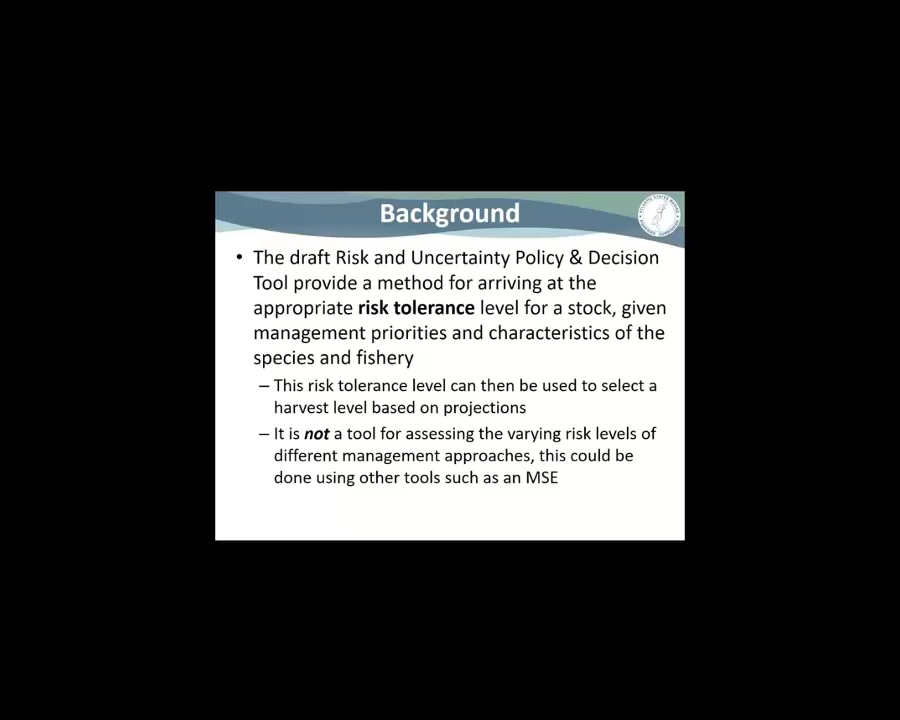 Background
• The draft Risk and Uncertainty Policy & Decision
Tool provide a method for arriving at the
appropriate risk tolerance level for a stock, given
management priorities and characteristics of the
species and fishery
– This risk tolerance level can then be used to select a
harvest level based on projections
– It is not a tool for assessing the varying risk levels of
different management approaches, this could be
done using other tools such as an MSE